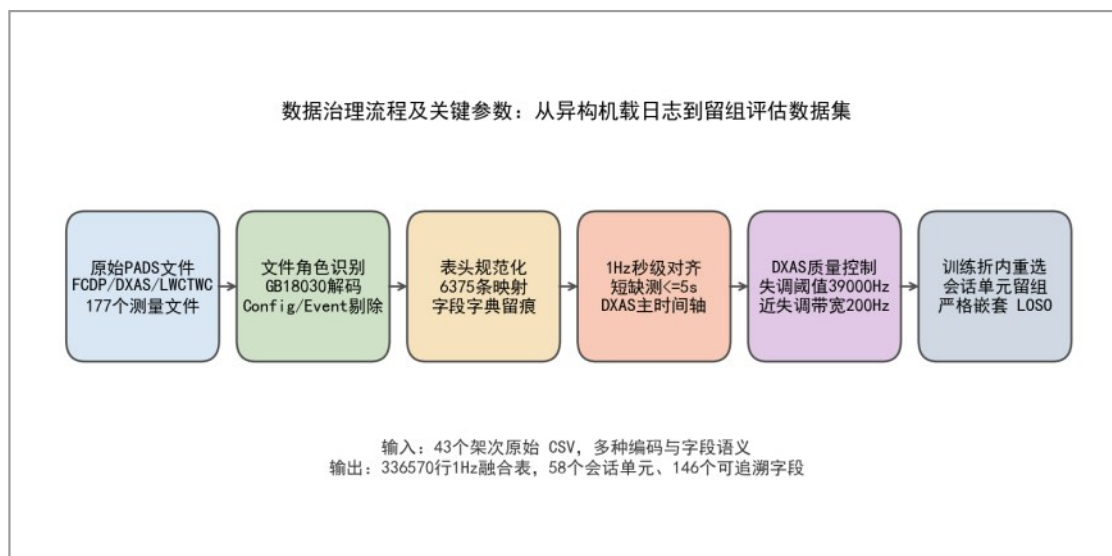 数据治理流程及关键参数：从异构机载日志到留组评估数据集
原始PADS文件
FCDP/DXAS/LWCTWC
177个测量文件
文件角色识别
GB18030解码
Config/Event剔除
表头规范化
6375条映射
字段字典留痕
1Hz秒级对齐
短缺测<=5s
DXAS主时间轴
DXAS质量控制
失调阈值39000Hz
近失调带宽200Hz
训练折内重选
会话单元留组
严格嵌套 LOSO
输入：43个架次原始 CSV，多种编码与字段语义
输出：336570行1Hz融合表，58个会话单元、146个可追溯字段